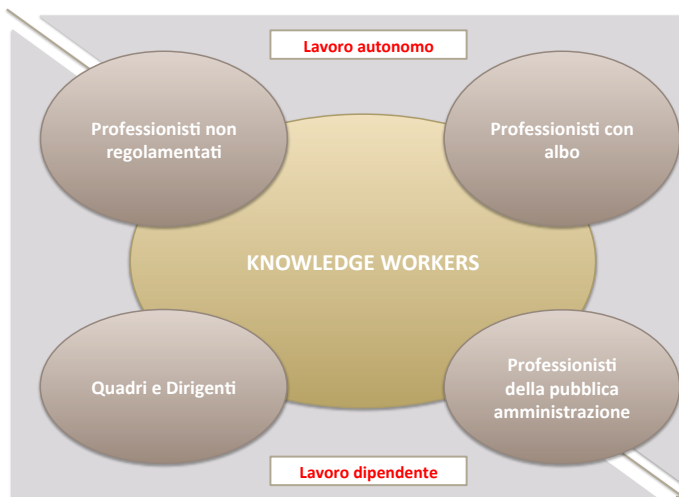 Lavoro autonomo
Professionisti non
regolamentati
Professionisti con
albo
KNOWLEDGE WORKERS
Quadri e Dirigenti
Professionisti
della pubblica
amministrazione
Lavoro dipendente